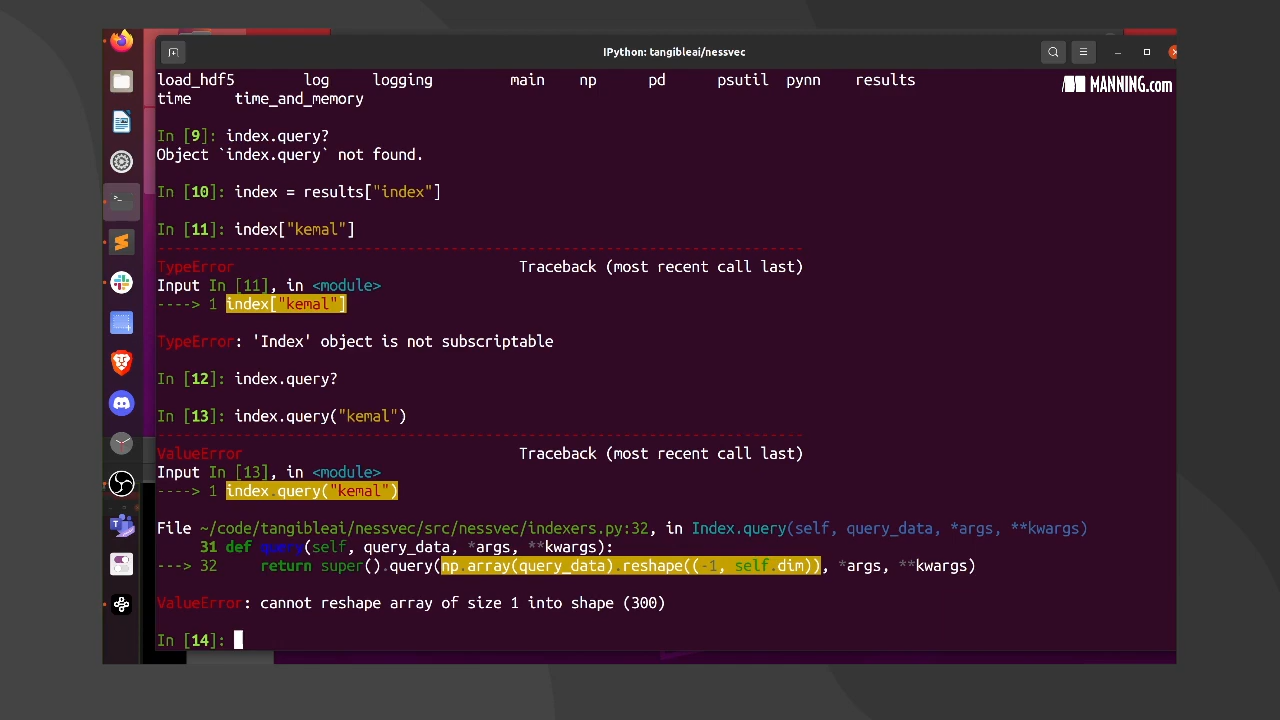 IPython: tangibleai/nessvec
MANNING.com
load_hdf5 log logging main np pd psutil pynn results
time time_and_memory
In [9]: index.query?
Object `index.query` not found.
In [10]: index = results["index"]
In [11]: index["kemal"]
---------------------------------------------------------------------------
TypeError Traceback (most recent call last)
Input In [11], in <module>
----> 1 index["kemal"]
TypeError: 'Index' object is not subscriptable
In [12]: index.query?
In [13]: index.query("kemal")
---------------------------------------------------------------------------
ValueError Traceback (most recent call last)
Input In [13], in <module>
----> 1 index.query("kemal")
File ~/code/tangibleai/nessvec/src/nessvec/indexers.py:32, in Index.query(self, query_data, *args, **kwargs)
31 def query(self, query_data, *args, **kwargs):
---> 32 return super().query(np.array(query_data).reshape((-1, self.dim)), *args, **kwargs)
ValueError: cannot reshape array of size 1 into shape (300)
In [14]: